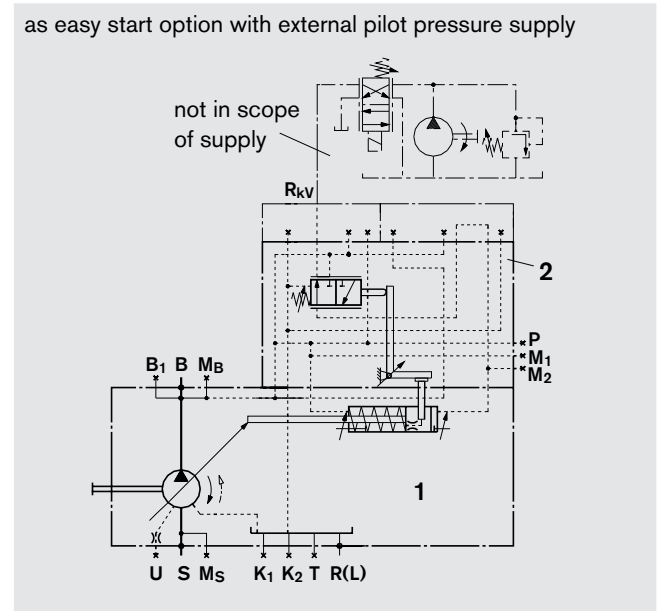 as easy start option with external pilot pressure supply
not in scope
of supply
RkV
2
P
M1
M2
B1 B MB
1
U S MS K1 K2 T R(L)